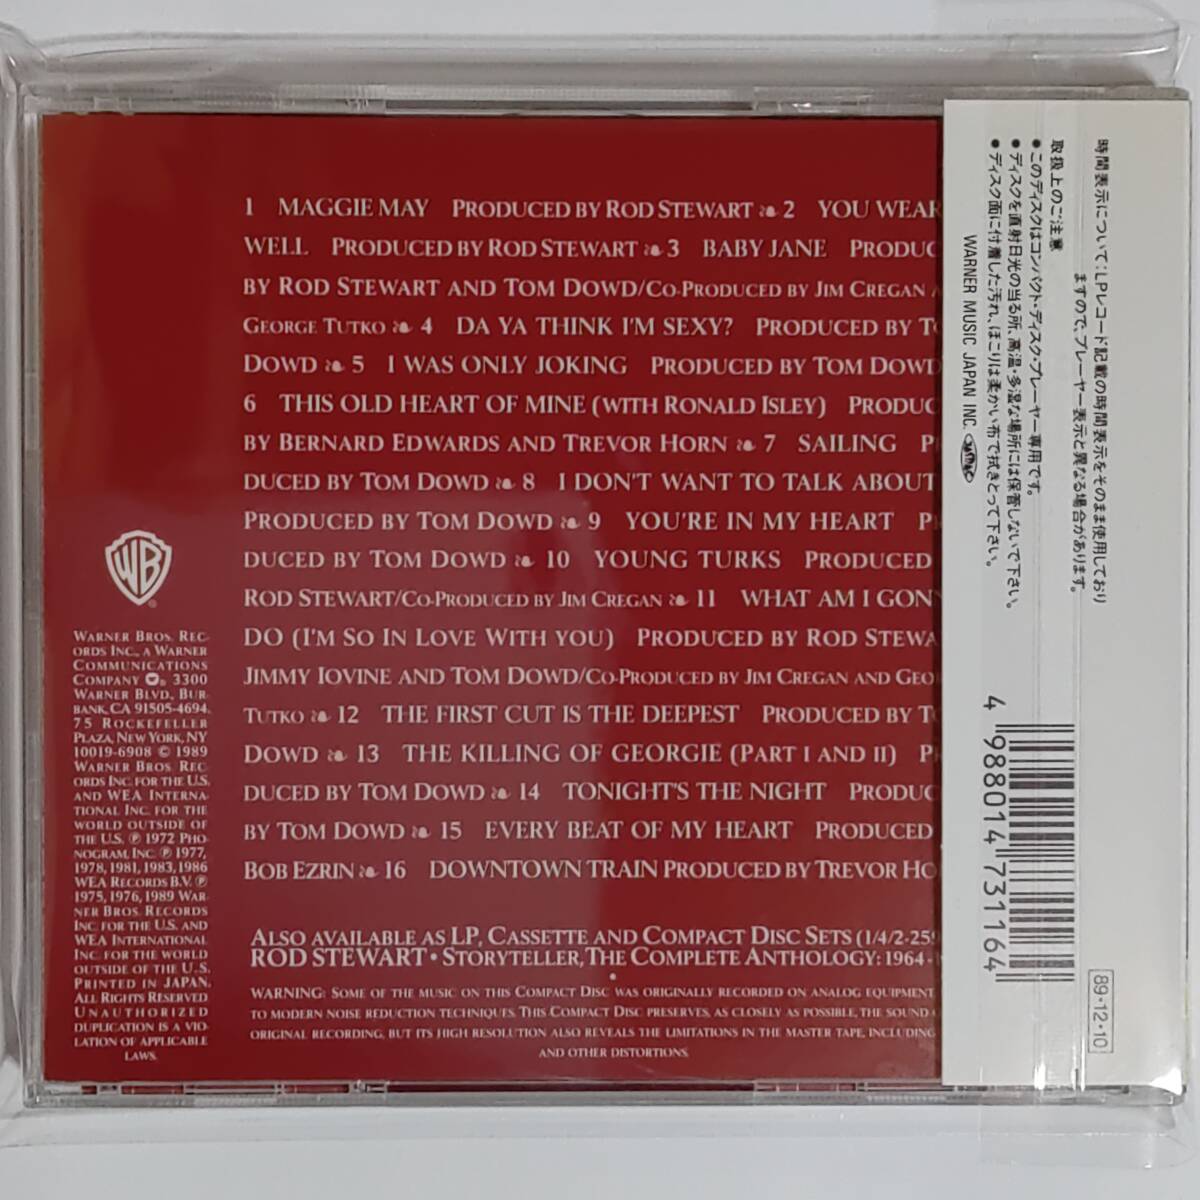 1 MAGGIE MAY PRODUCED BY ROD STEWART ❧ 2 YOU WEAR
WELL PRODUCED BY ROD STEWART ❧ 3 BABY JANE PRODUC
BY ROD STEWART AND TOM DOWD/CO-PRODUCED BY JIM CREGAN A
GEORGE TUTKO ❧ 4 DA YA THINK I'M SEXY? PRODUCED BY TO
DOWD ❧ 5 I WAS ONLY JOKING PRODUCED BY TOM DOWD
6 THIS OLD HEART OF MINE (WITH RONALD ISLEY) PRODUC
BY BERNARD EDWARDS AND TREVOR HORN ❧ 7 SAILING PR
DUCED BY TOM DOWD ❧ 8 I DON'T WANT TO TALK ABOUT
PRODUCED BY TOM DOWD ❧ 9 YOU'RE IN MY HEART PR
DUCED BY TOM DOWD ❧ 10 YOUNG TURKS PRODUCED
ROD STEWART/CO-PRODUCED BY JIM CREGAN ❧ 11 WHAT AM I GON
DO (I'M SO IN LOVE WITH YOU) PRODUCED BY ROD STEWA
JIMMY IOVINE AND TOM DOWD/CO-PRODUCED BY JIM CREGAN AND GEO
TUTKO ❧ 12 THE FIRST CUT IS THE DEEPEST PRODUCED BY TO
DOWD ❧ 13 THE KILLING OF GEORGIE (PART I AND II) PR
DUCED BY TOM DOWD ❧ 14 TONIGHT'S THE NIGHT PRODUC
BY TOM DOWD ❧ 15 EVERY BEAT OF MY HEART PRODUCED
BOB EZRIN ❧ 16 DOWNTOWN TRAIN PRODUCED BY TREVOR HO
ALSO AVAILABLE AS LP, CASSETTE AND COMPACT DISC SETS (1/4/2-259
ROD STEWART • STORYTELLER, THE COMPLETE ANTHOLOGY: 1964-
•
WARNING: SOME OF THE MUSIC ON THIS COMPACT DISC WAS ORIGINALLY RECORDED ON ANALOG EQUIPMENT
TO MODERN NOISE REDUCTION TECHNIQUES. THIS COMPACT DISC PRESERVES, AS CLOSELY AS POSSIBLE, THE SOUND
ORIGINAL RECORDING, BUT ITS HIGH RESOLUTION ALSO REVEALS THE LIMITATIONS IN THE MASTER TAPE, INCLUDING
AND OTHER DISTORTIONS.
WB
®
WARNER BROS. REC-
ORDS INC., A WARNER
COMMUNICATIONS
COMPANY ® 3300
WARNER BLVD., BUR-
BANK, CA 91505-4694.
75 ROCKEFELLER
PLAZA, NEW YORK, NY
10019-6908 © 1989
WARNER BROS. REC-
ORDS INC. FOR THE U.S.
AND WEA INTERNA-
TIONAL INC. FOR THE
WORLD OUTSIDE OF
THE U.S. ℗ 1972 PHO-
NOGRAM, INC. ℗ 1977,
1978, 1981, 1983, 1986
WEA RECORDS B.V. ℗
1975, 1976, 1989 WAR-
NER BROS. RECORDS
INC. FOR THE U.S. AND
WEA INTERNATIONAL
INC. FOR THE WORLD
OUTSIDE OF THE U.S.
PRINTED IN JAPAN.
ALL RIGHTS RESERVED
UNAUTHORIZED
DUPLICATION IS A VIO-
LATION OF APPLICABLE
LAWS.
時間表示について：LPレコード記載の時間表示をそのまま使用しており
ますので、プレーヤー表示と異なる場合があります。
取扱上のご注意
●このディスクはコンパクト・ディスク・プレーヤー専用です。
●ディスクを直射日光の当る所、高温・多湿な場所には保管しないで下さい。
●ディスク面に付着した汚れ、ほこりは柔かい布で拭きとって下さい。
WARNER MUSIC JAPAN INC.
4 988014 731164
89・12・10